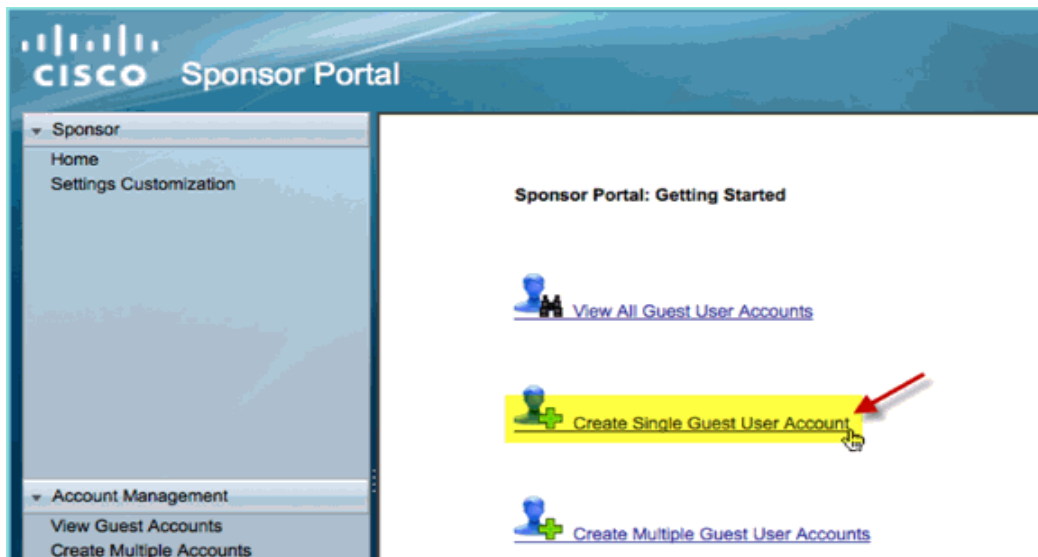 CISCO Sponsor Portal
Sponsor
Home
Settings Customization
Account Management
View Guest Accounts
Create Multiple Accounts
Sponsor Portal: Getting Started
View All Guest User Accounts
Create Single Guest User Account
Create Multiple Guest User Accounts